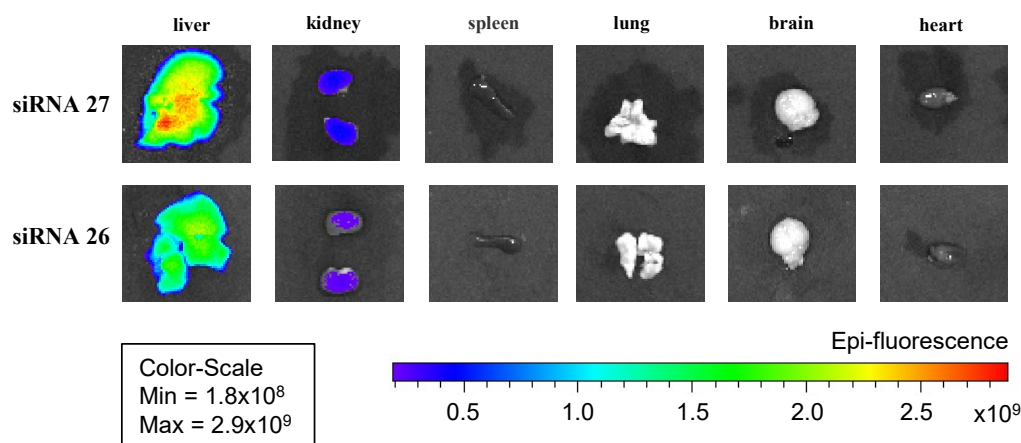 liver kidney spleen lung brain heart
siRNA 27
siRNA 26
Epi-fluorescence
Color-Scale
Min = 1.8x10⁸
Max = 2.9x10⁹
0.5 1.0 1.5 2.0 2.5 x10⁹